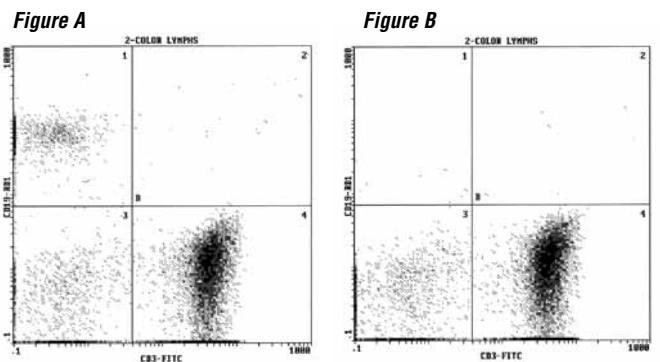 Figure A
2-COLOR LYMPHS
1000
1
2
B
3
4
CD19-RD1
.1
.1
1000
CD3-FITC
Figure B
2-COLOR LYMPHS
1000
1
2
B
3
4
CD19-RD1
.1
.1
1000
CD3-FITC